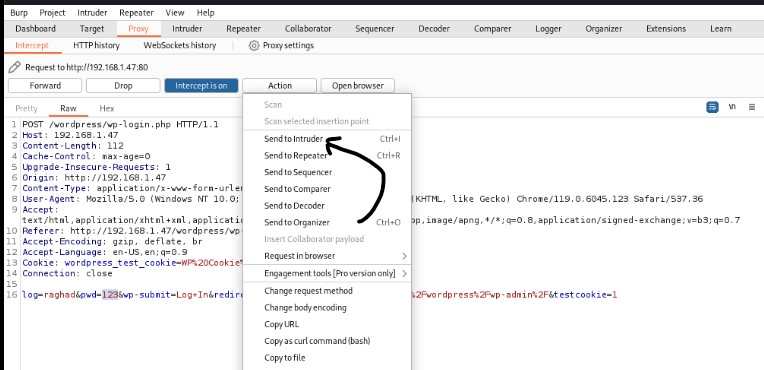 Burp Project Intruder Repeater View Help
Dashboard Target Proxy Intruder Repeater Collaborator Sequencer Decoder Comparer Logger Organizer Extensions Learn
Intercept HTTP history WebSockets history Proxy settings
Request to http://192.168.1.47:80
Forward Drop Intercept is on Action Open browser
Pretty Raw Hex \n
1 POST /wordpress/wp-login.php HTTP/1.1
2 Host: 192.168.1.47
3 Content-Length: 112
4 Cache-Control: max-age=0
5 Upgrade-Insecure-Requests: 1
6 Origin: http://192.168.1.47
7 Content-Type: application/x-www-form-urlen
8 User-Agent: Mozilla/5.0 (Windows NT 10.0; (KHTML, like Gecko) Chrome/119.0.6045.123 Safari/537.36
9 Accept:
text/html,application/xhtml+xml,applicatio op,image/apng,*/*;q=0.8,application/signed-exchange;v=b3;q=0.7
10 Referer: http://192.168.1.47/wordpress/wp-
11 Accept-Encoding: gzip, deflate, br
12 Accept-Language: en-US,en;q=0.9
13 Cookie: wordpress_test_cookie=WP%20Cookie%
14 Connection: close
15
16 log=raghad&pwd=123&wp-submit=Log+In&redire %2Fwordpress%2Fwp-admin%2F&testcookie=1
Scan
Scan selected insertion point
Send to Intruder Ctrl+I
Send to Repeater Ctrl+R
Send to Sequencer
Send to Comparer
Send to Decoder
Send to Organizer Ctrl+O
Insert Collaborator payload
Request in browser
Engagement tools [Pro version only]
Change request method
Change body encoding
Copy URL
Copy as curl command (bash)
Copy to file